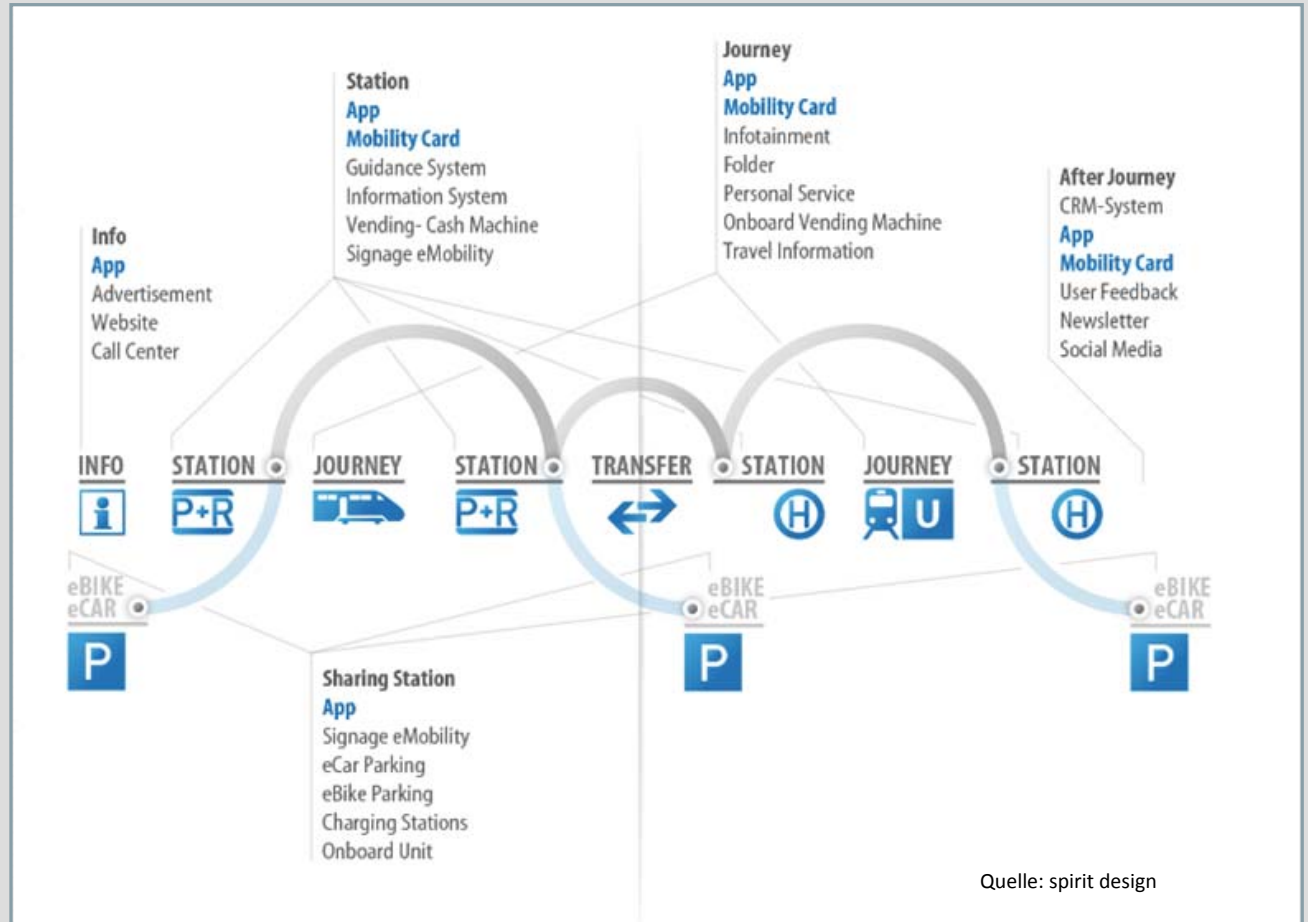 Journey
App
Mobility Card
Infotainment
Folder
Personal Service
Onboard Vending Machine
Travel Information
Station
App
Mobility Card
Guidance System
Information System
Vending- Cash Machine
Signage eMobility
After Journey
CRM-System
App
Mobility Card
User Feedback
Newsletter
Social Media
Info
App
Advertisement
Website
Call Center
INFO STATION JOURNEY STATION TRANSFER STATION JOURNEY STATION
i P+R P+R H U H
eBIKE
eCAR
P
eBIKE
eCAR
P
eBIKE
eCAR
P
Sharing Station
App
Signage eMobility
eCar Parking
eBike Parking
Charging Stations
Onboard Unit
Quelle: spirit design